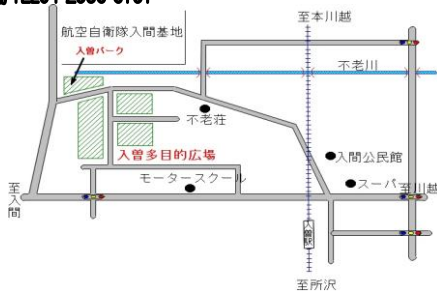 至本川越
航空自衛隊入間基地
入曽パーク
不老川
不老荘
入曽多目的広場
入間公民館
モータースクール
スーパー
至川越
至入間
入曽駅
至所沢